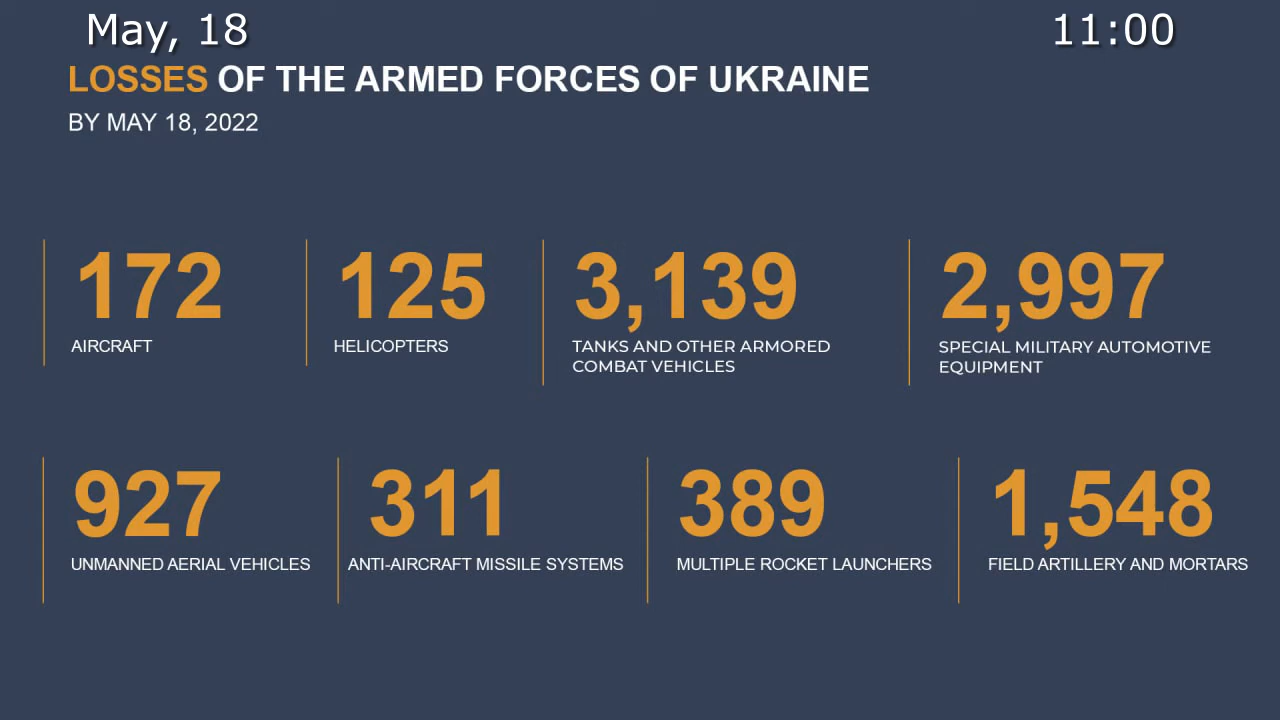 May, 18
11:00
LOSSES OF THE ARMED FORCES OF UKRAINE
BY MAY 18, 2022
172
AIRCRAFT
125
HELICOPTERS
3,139
TANKS AND OTHER ARMORED
COMBAT VEHICLES
2,997
SPECIAL MILITARY AUTOMOTIVE
EQUIPMENT
927
UNMANNED AERIAL VEHICLES
311
ANTI-AIRCRAFT MISSILE SYSTEMS
389
MULTIPLE ROCKET LAUNCHERS
1,548
FIELD ARTILLERY AND MORTARS